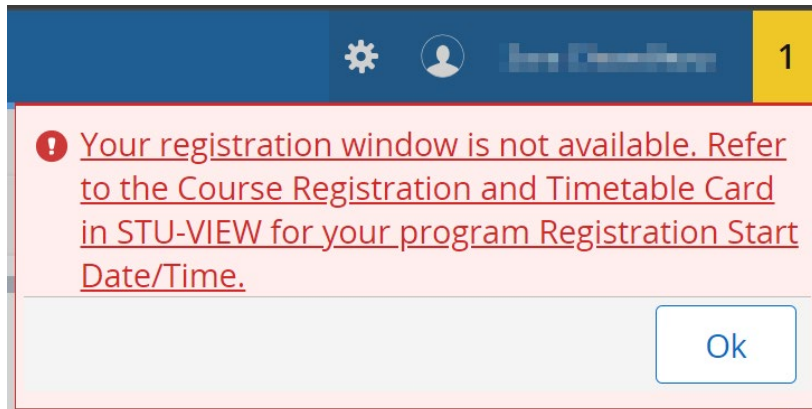 1
Your registration window is not available. Refer
to the Course Registration and Timetable Card
in STU-VIEW for your program Registration Start
Date/Time.
Ok